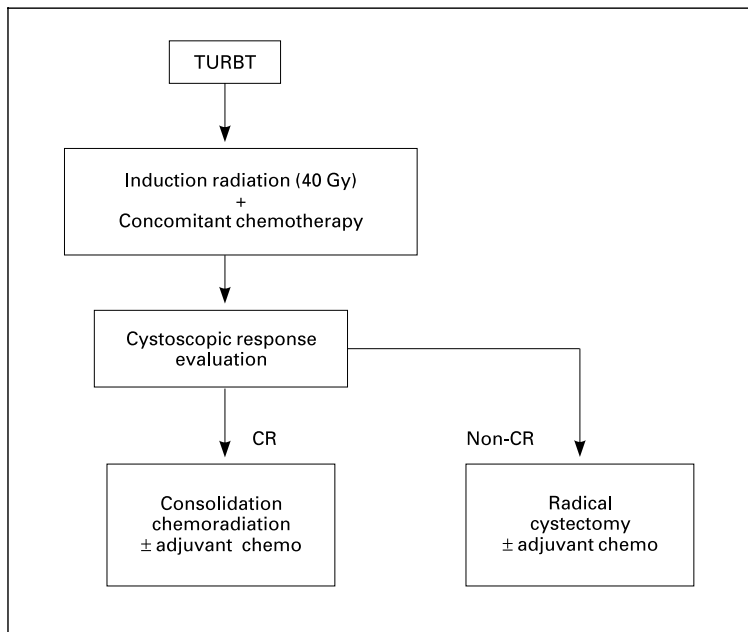 TURBT
Induction radiation (40 Gy)
+
Concomitant chemotherapy
Cystoscopic response
evaluation
CR
Non-CR
Consolidation
chemoradiation
± adjuvant chemo
Radical
cystectomy
± adjuvant chemo